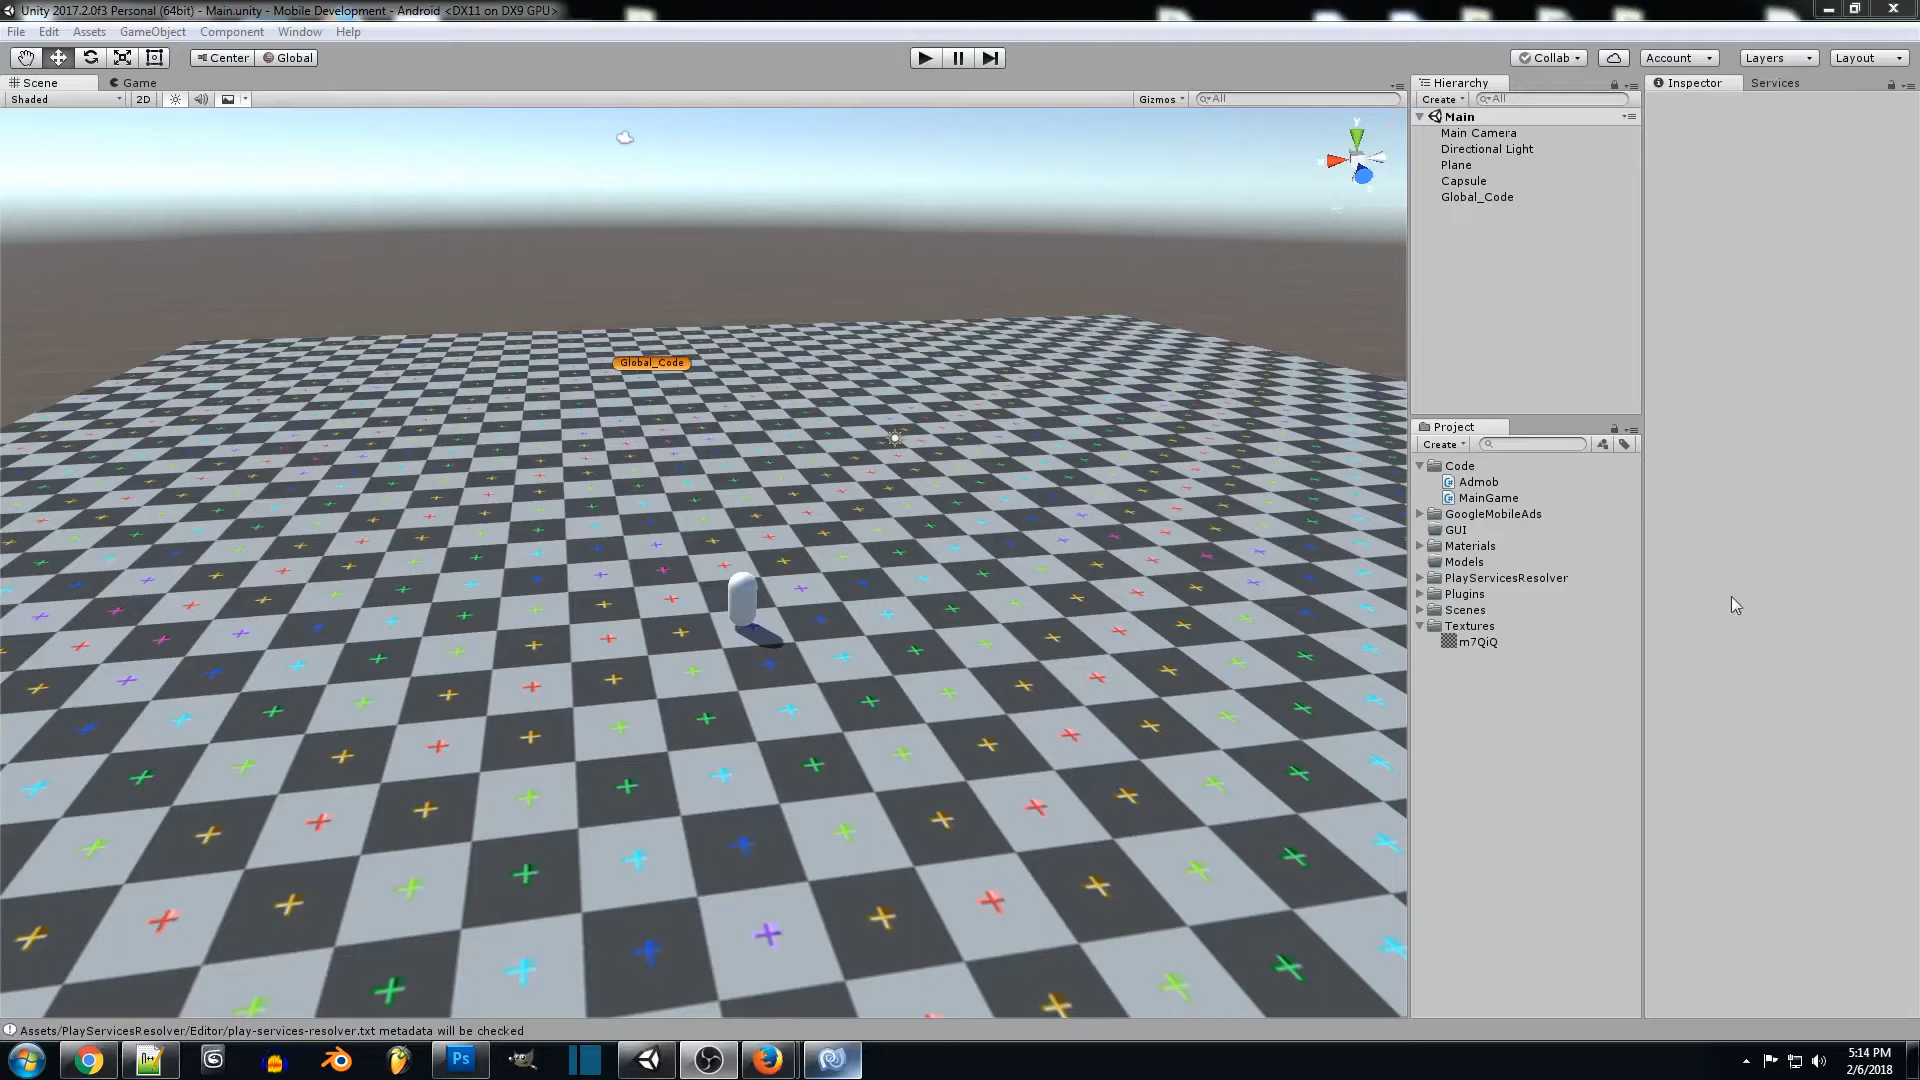 Unity 2017.2.0f3 Personal (64bit) - Main.unity - Mobile Development - Android <DX11 on DX9 GPU>
File Edit Assets GameObject Component Window Help
Center Global Collab Account Layers Layout
Scene Game
Shaded 2D Gizmos All
y
x
Global_Code
Hierarchy
Create All
Main
Main Camera
Directional Light
Plane
Capsule
Global_Code
Project
Create
Code
Admob
MainGame
GoogleMobileAds
GUI
Materials
Models
PlayServicesResolver
Plugins
Scenes
Textures
m7QiQ
Inspector Services
Assets/PlayServicesResolver/Editor/play-services-resolver.txt metadata will be checked
Ps
5:14 PM
2/6/2018